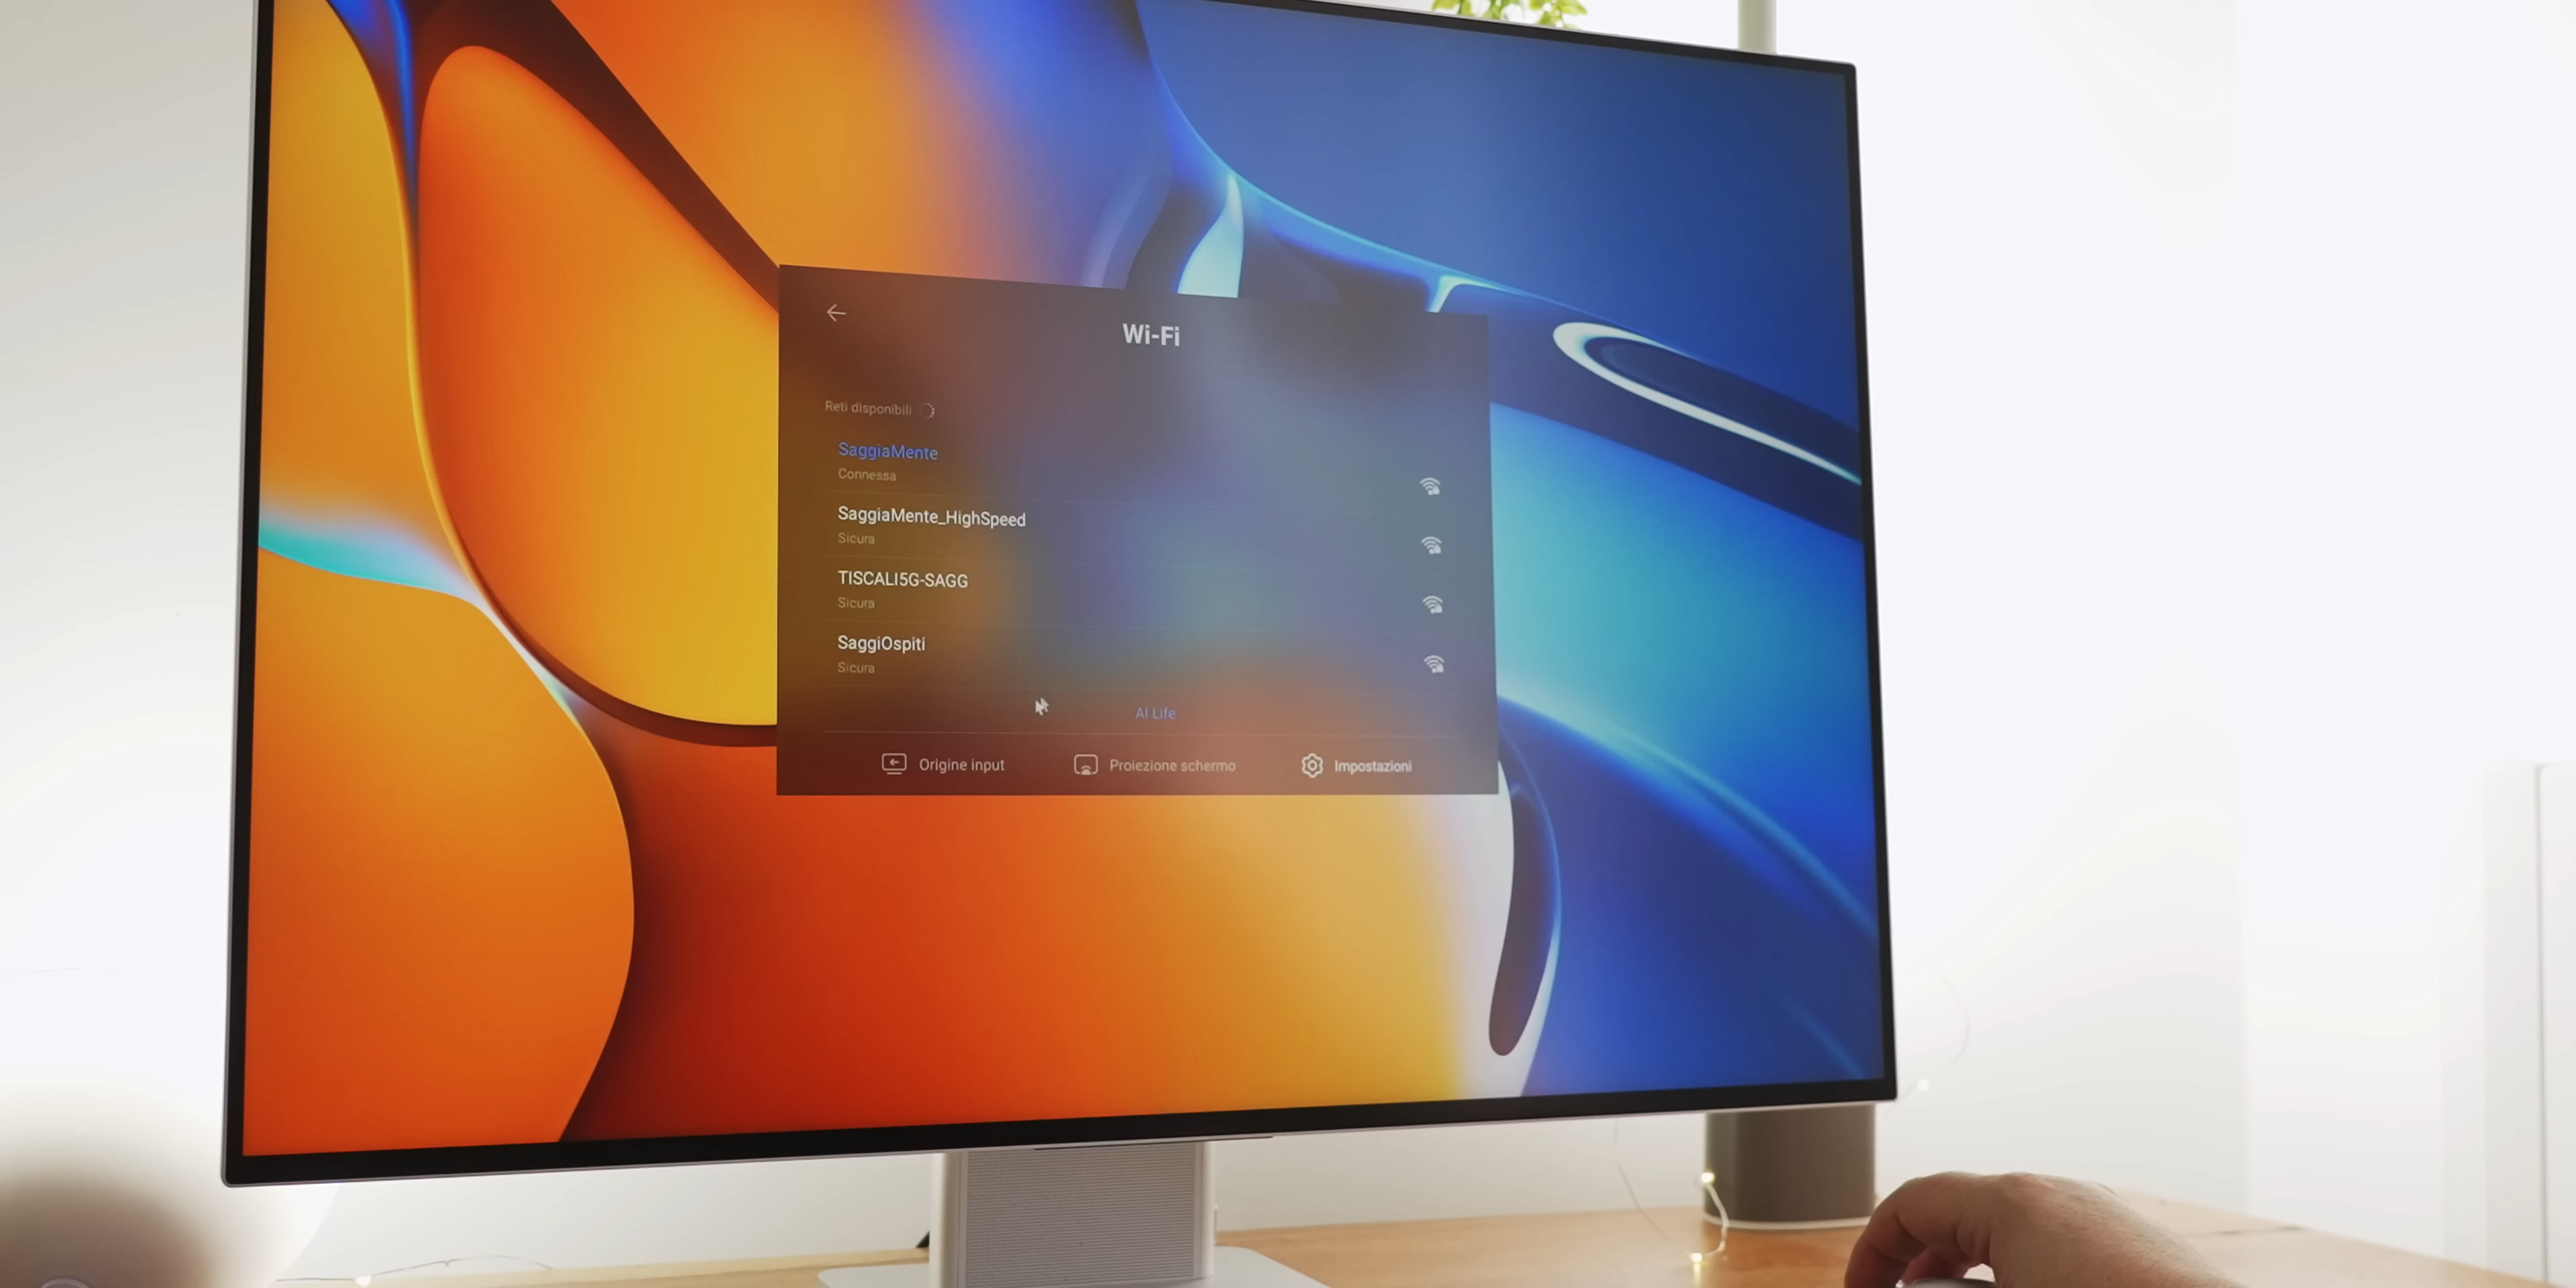 Wi-Fi
Reti disponibili
SaggiaMente
Connessa
SaggiaMente_HighSpeed
Sicura
TISCALI5G-SAGG
Sicura
SaggiOspiti
Sicura
AI Life
Origine input
Proiezione schermo
Impostazioni